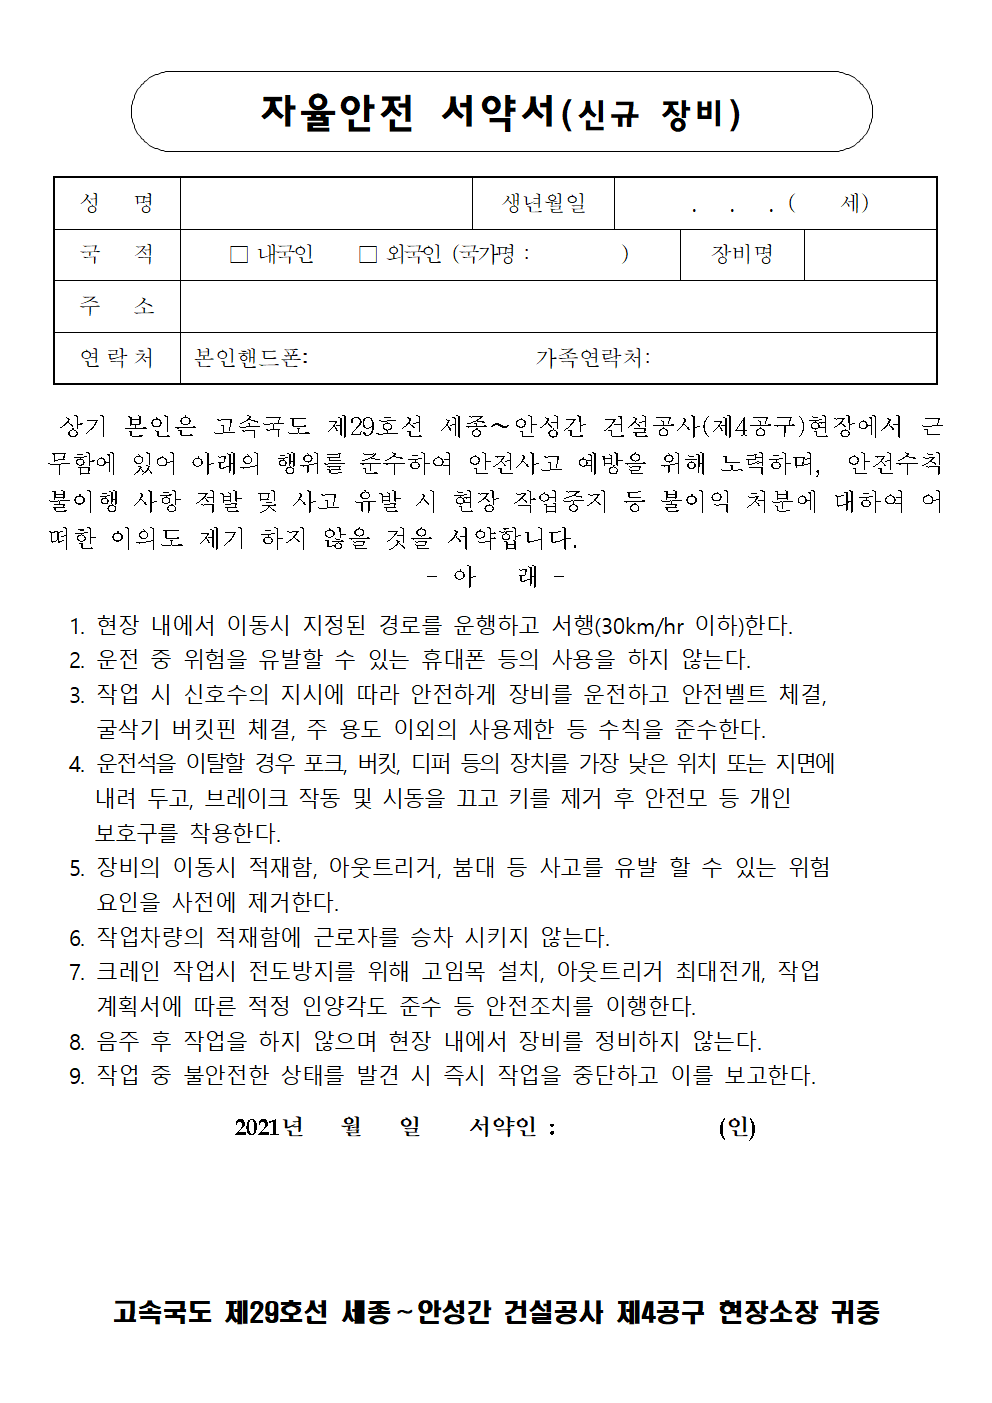 자율안전 서약서(신규 장비)
성 명 생년월일 . . . ( 세)
국 적 □ 내국인 □ 외국인 (국가명 : ) 장비명
주 소
연 락 처 본인핸드폰: 가족연락처:
상기 본인은 고속국도 제29호선 세종~안성간 건설공사(제4공구)현장에서 근
무함에 있어 아래의 행위를 준수하여 안전사고 예방을 위해 노력하며, 안전수칙
불이행 사항 적발 및 사고 유발 시 현장 작업중지 등 불이익 처분에 대하여 어
떠한 이의도 제기 하지 않을 것을 서약합니다.
- 아 래 -
1. 현장 내에서 이동시 지정된 경로를 운행하고 서행(30km/hr 이하)한다.
2. 운전 중 위험을 유발할 수 있는 휴대폰 등의 사용을 하지 않는다.
3. 작업 시 신호수의 지시에 따라 안전하게 장비를 운전하고 안전벨트 체결,
굴삭기 버킷핀 체결, 주 용도 이외의 사용제한 등 수칙을 준수한다.
4. 운전석을 이탈할 경우 포크, 버킷, 디퍼 등의 장치를 가장 낮은 위치 또는 지면에
내려 두고, 브레이크 작동 및 시동을 끄고 키를 제거 후 안전모 등 개인
보호구를 착용한다.
5. 장비의 이동시 적재함, 아웃트리거, 붐대 등 사고를 유발 할 수 있는 위험
요인을 사전에 제거한다.
6. 작업차량의 적재함에 근로자를 승차 시키지 않는다.
7. 크레인 작업시 전도방지를 위해 고임목 설치, 아웃트리거 최대전개, 작업
계획서에 따른 적정 인양각도 준수 등 안전조치를 이행한다.
8. 음주 후 작업을 하지 않으며 현장 내에서 장비를 정비하지 않는다.
9. 작업 중 불안전한 상태를 발견 시 즉시 작업을 중단하고 이를 보고한다.
2021년 월 일 서약인 : (인)
고속국도 제29호선 세종~안성간 건설공사 제4공구 현장소장 귀중